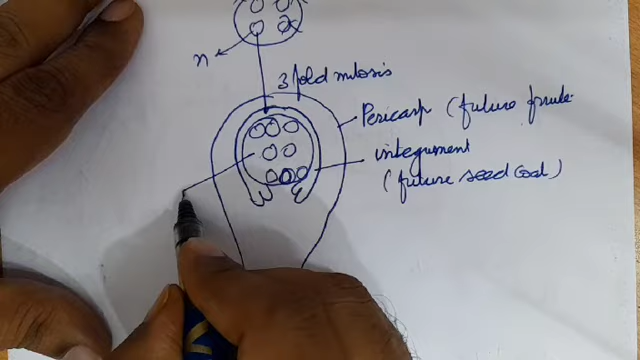 n
3 fold mitosis
Pericarp (future fruit
integument
(future seed coat)